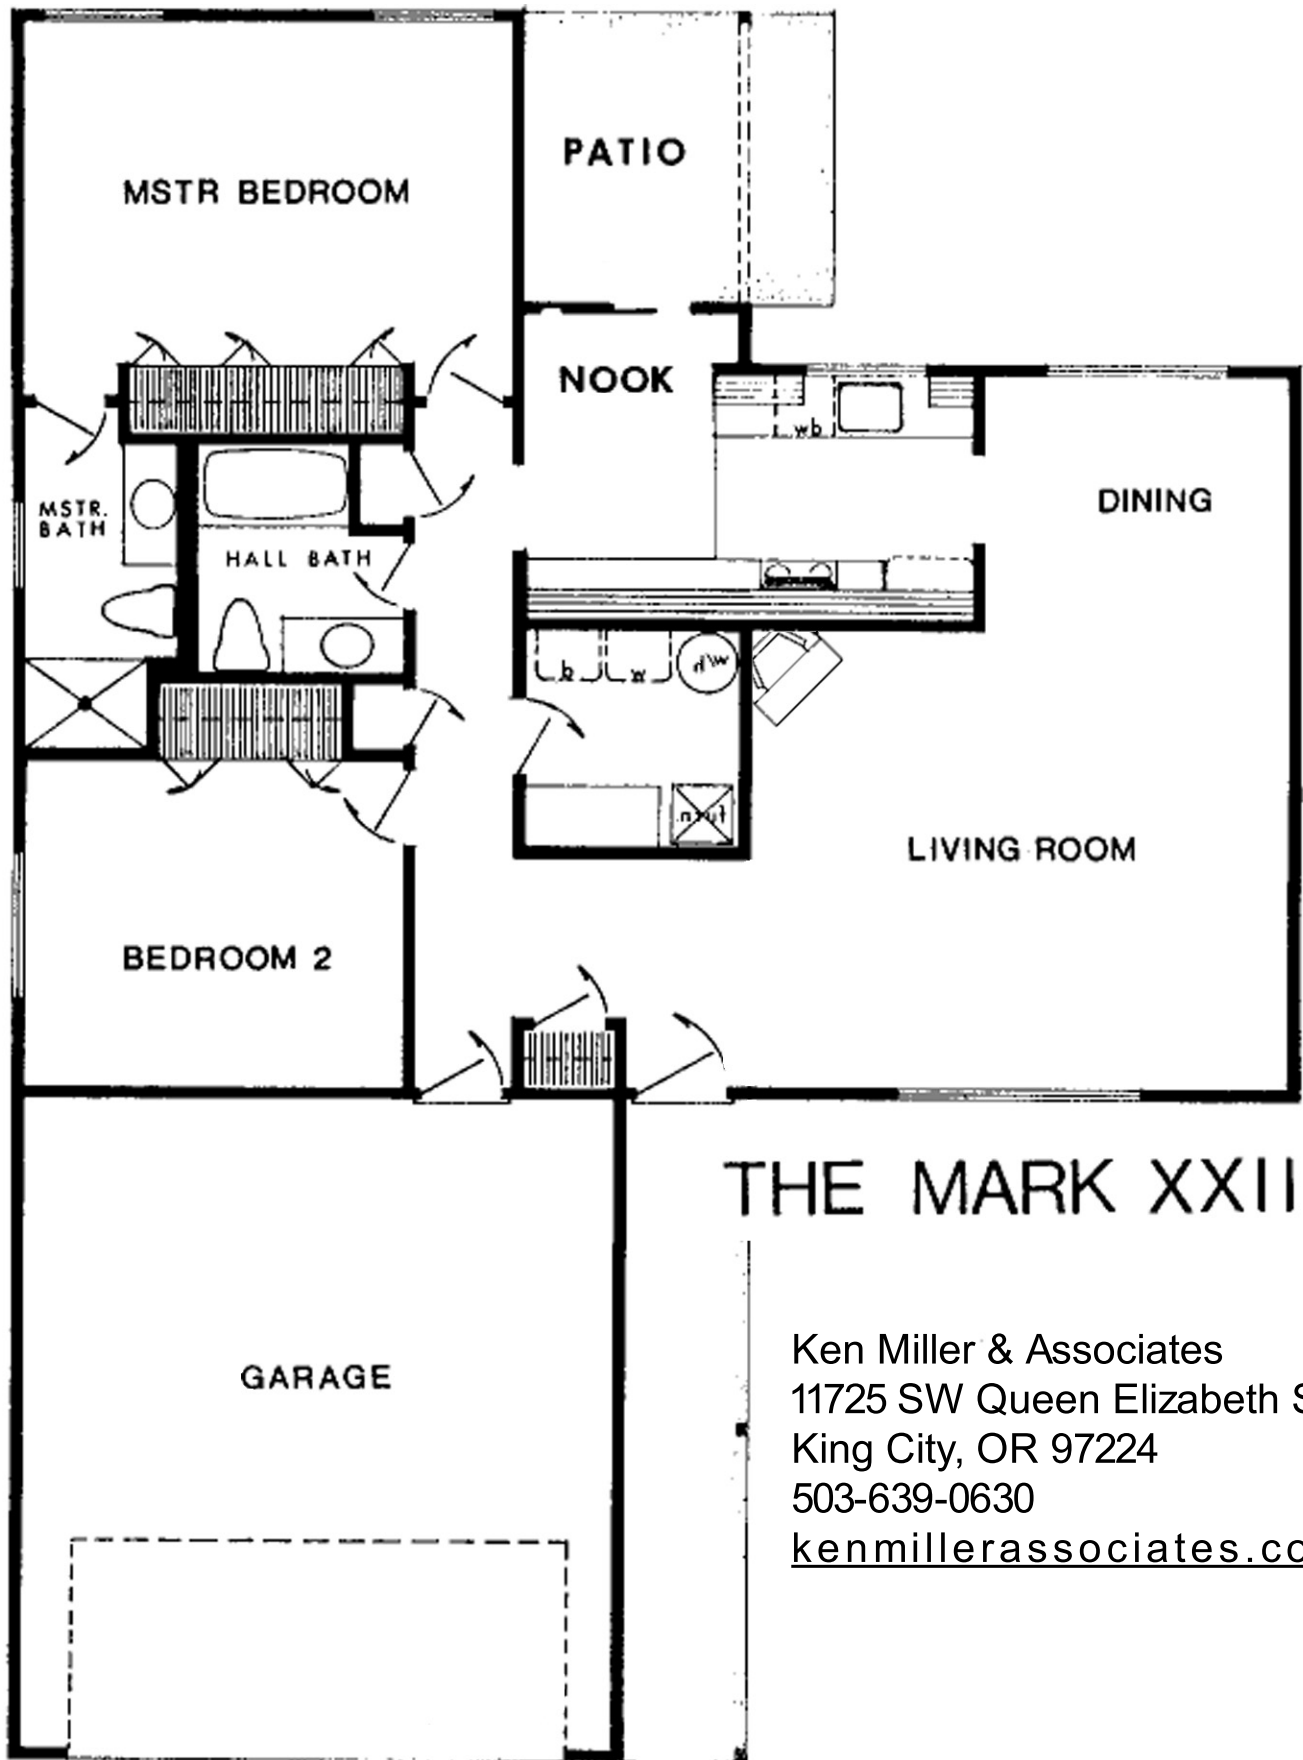 PATIO
MSTR BEDROOM
NOOK
wb
DINING
MSTR.
BATH
HALL BATH
LIVING ROOM
BEDROOM 2
THE MARK XXII
GARAGE
Ken Miller & Associates
11725 SW Queen Elizabeth S
King City, OR 97224
503-639-0630
kenmillerassociates.co